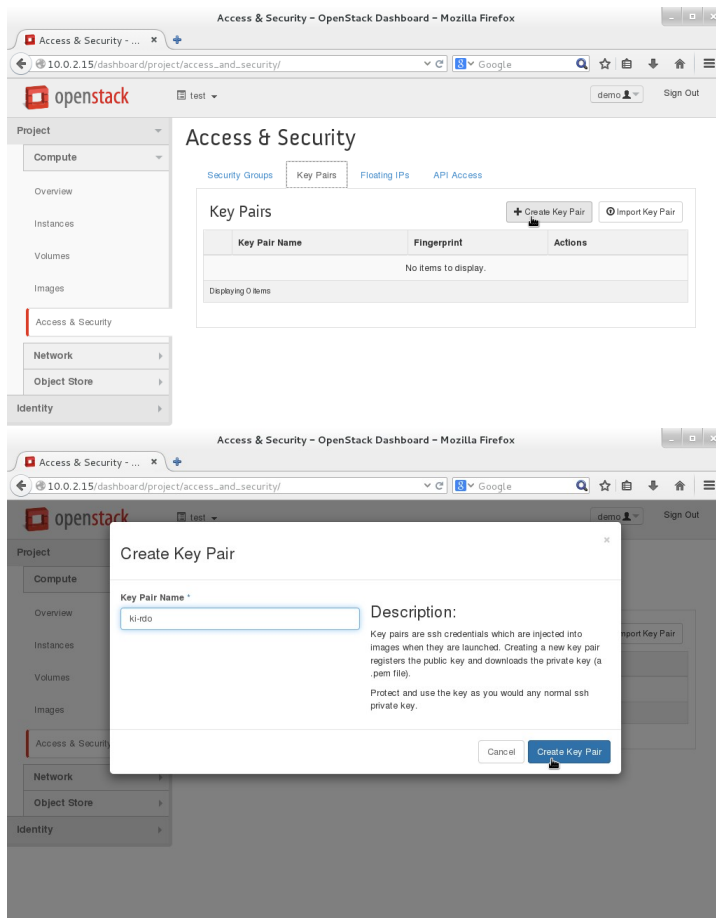 Access & Security - OpenStack Dashboard - Mozilla Firefox
Access & Security - ...
10.0.2.15/dashboard/project/access_and_security/
Google
openstack
test
demo
Sign Out
Project
Compute
Overview
Instances
Volumes
Images
Access & Security
Network
Object Store
Identity
Access & Security
Security Groups
Key Pairs
Floating IPs
API Access
Key Pairs
Create Key Pair
Import Key Pair
Key Pair Name
Fingerprint
Actions
No items to display.
Displaying 0 items
Access & Security - OpenStack Dashboard - Mozilla Firefox
Access & Security - ...
10.0.2.15/dashboard/project/access_and_security/
Google
openstack
test
demo
Sign Out
Project
Compute
Overview
Instances
Volumes
Images
Access & Security
Network
Object Store
Identity
mport Key Pair
Create Key Pair
×
Key Pair Name *
ki-rdo
Description:
Key pairs are ssh credentials which are injected into
images when they are launched. Creating a new key pair
registers the public key and downloads the private key (a
.pem file).
Protect and use the key as you would any normal ssh
private key.
Cancel
Create Key Pair